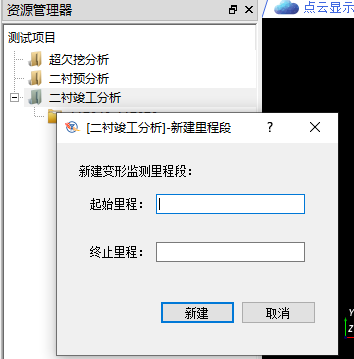 资源管理器
点云显示
测试项目
超欠挖分析
二衬预分析
二衬竣工分析
[二衬竣工分析]-新建里程段
新建变形监测里程段：
起始里程：
终止里程：
新建
取消
Y
Z